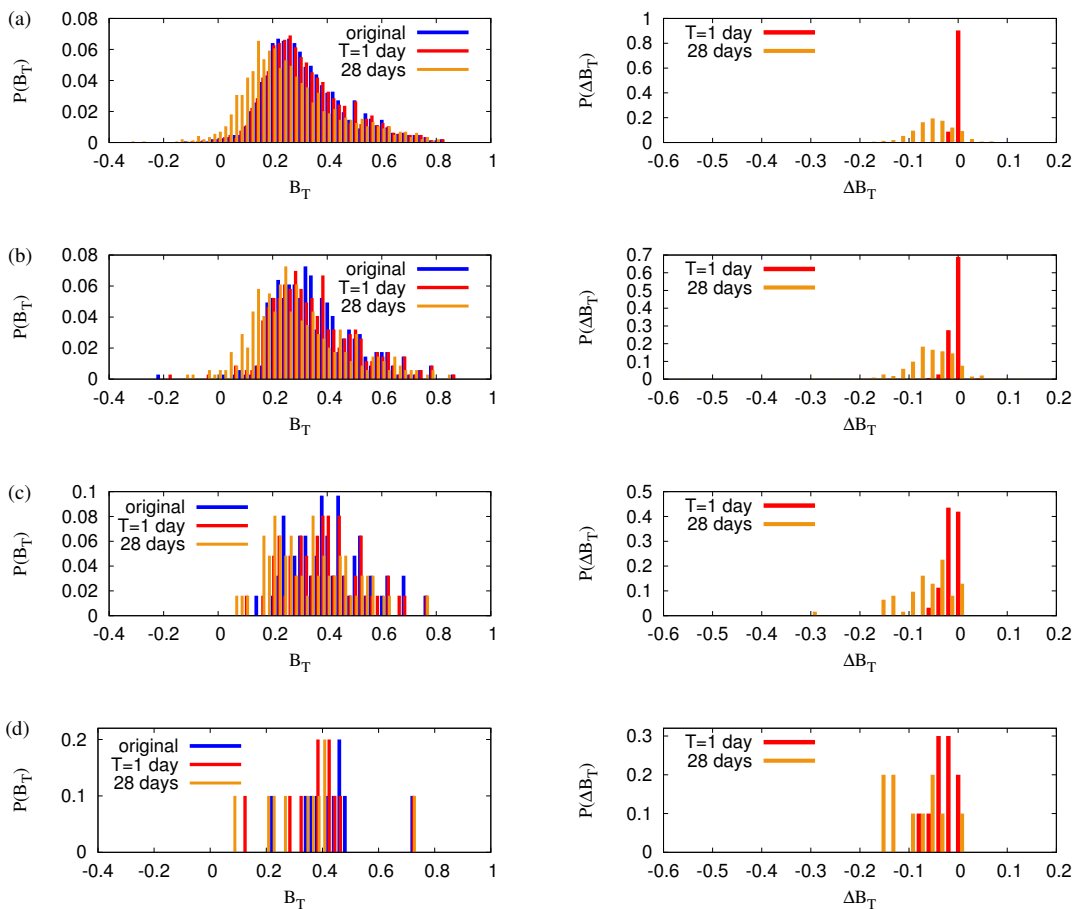 (a)
P(B_T)
0.08
0.06
0.04
0.02
0
original
T=1 day
28 days
-0.4 -0.2 0 0.2 0.4 0.6 0.8 1
B_T
P(ΔB_T)
1
0.8
0.6
0.4
0.2
0
T=1 day
28 days
-0.6 -0.5 -0.4 -0.3 -0.2 -0.1 0 0.1 0.2
ΔB_T
(b)
P(B_T)
0.08
0.06
0.04
0.02
0
original
T=1 day
28 days
-0.4 -0.2 0 0.2 0.4 0.6 0.8 1
B_T
P(ΔB_T)
0.7
0.6
0.5
0.4
0.3
0.2
0.1
0
T=1 day
28 days
-0.6 -0.5 -0.4 -0.3 -0.2 -0.1 0 0.1 0.2
ΔB_T
(c)
P(B_T)
0.1
0.08
0.06
0.04
0.02
0
original
T=1 day
28 days
-0.4 -0.2 0 0.2 0.4 0.6 0.8 1
B_T
P(ΔB_T)
0.5
0.4
0.3
0.2
0.1
0
T=1 day
28 days
-0.6 -0.5 -0.4 -0.3 -0.2 -0.1 0 0.1 0.2
ΔB_T
(d)
P(B_T)
0.2
0.1
0
original
T=1 day
28 days
-0.4 -0.2 0 0.2 0.4 0.6 0.8 1
B_T
P(ΔB_T)
0.3
0.2
0.1
0
T=1 day
28 days
-0.6 -0.5 -0.4 -0.3 -0.2 -0.1 0 0.1 0.2
ΔB_T